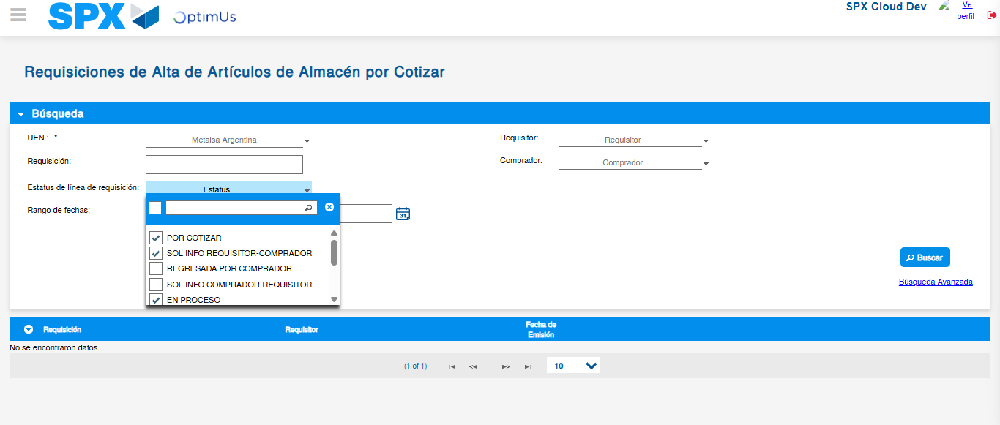 SPX OptimUs
SPX Cloud Dev
Ve
perfil
Requisiciones de Alta de Artículos de Almacén por Cotizar
Búsqueda
UEN : * Metalsa Argentina
Requisitor: Requisitor
Requisición:
Comprador: Comprador
Estatus de línea de requisición: Estatus
Rango de fechas:
31
POR COTIZAR
SOL INFO REQUISITOR-COMPRADOR
REGRESADA POR COMPRADOR
SOL INFO COMPRADOR-REQUISITOR
EN PROCESO
Buscar
Búsqueda Avanzada
Requisición Requisitor Fecha de
Emisión
No se encontraron datos
(1 of 1) 10